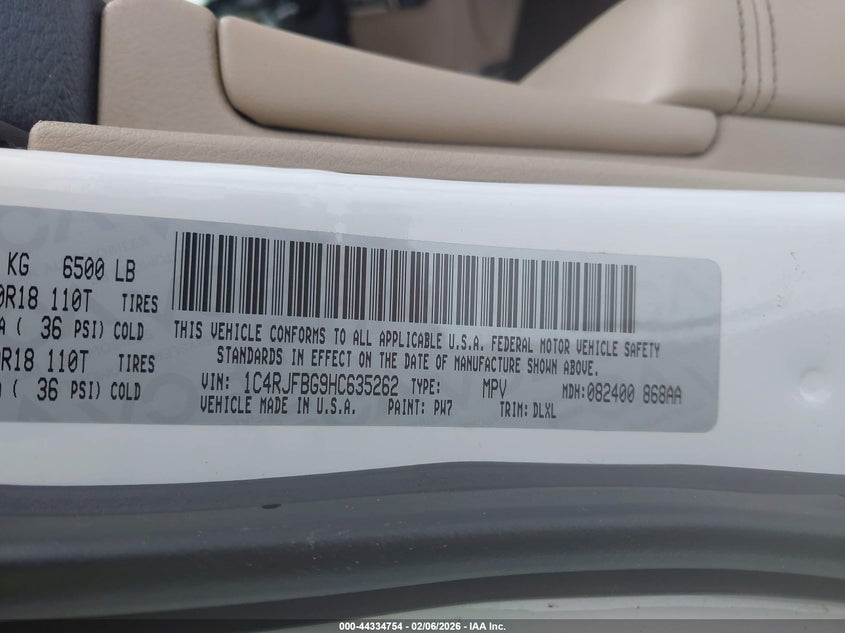 KG 6500 LB
0R18 110T TIRES
A ( 36 PSI) COLD
0R18 110T TIRES
( 36 PSI) COLD
THIS VEHICLE CONFORMS TO ALL APPLICABLE U.S.A. FEDERAL MOTOR VEHICLE SAFETY
STANDARDS IN EFFECT ON THE DATE OF MANUFACTURE SHOWN ABOVE.
VIN: 1C4RJFBG9HC635262 TYPE: MPV MDH:082400 868AA
VEHICLE MADE IN U.S.A. PAINT: PW7 TRIM: DLXL
000-44334754 - 02/06/2026 - IAA Inc.